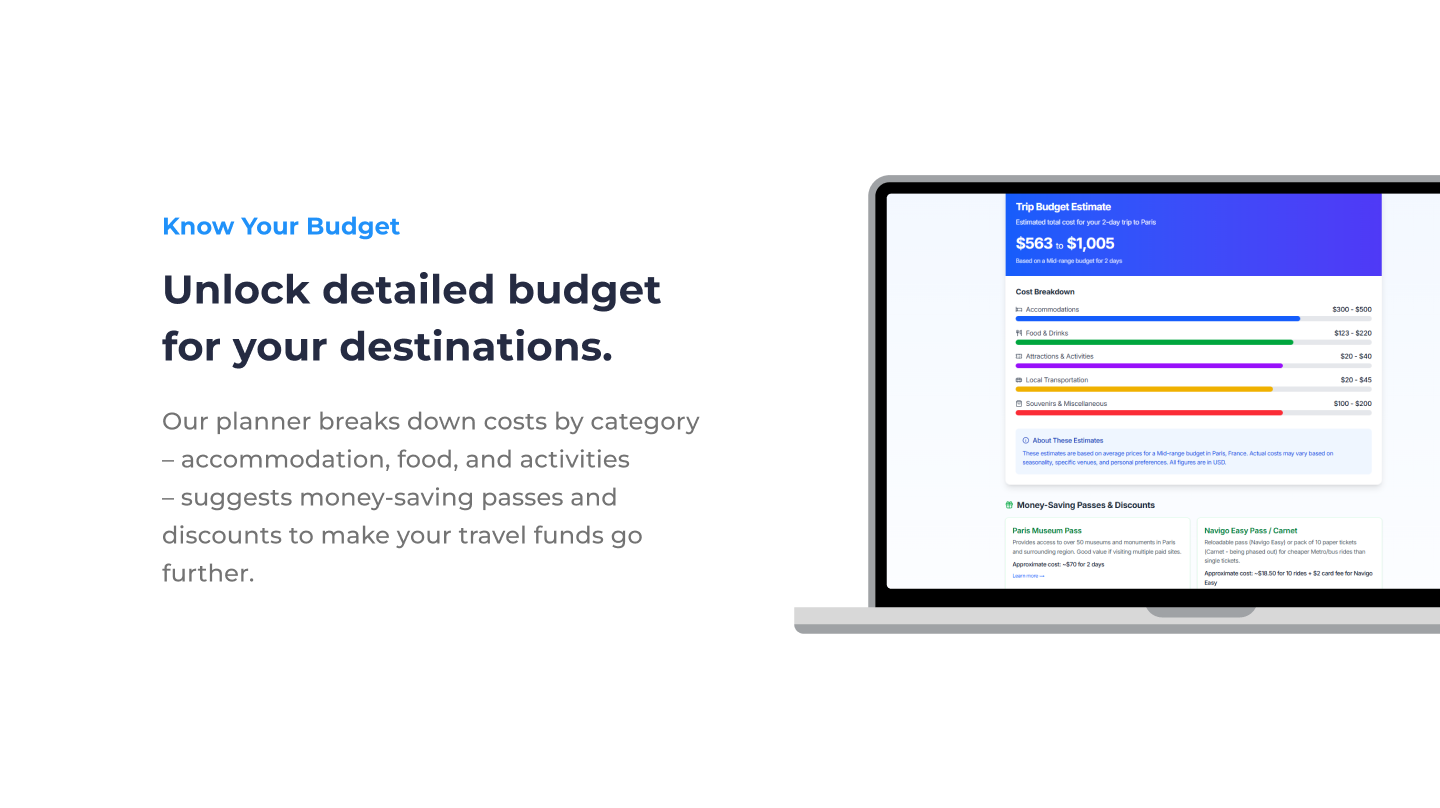 Know Your Budget
Unlock detailed budget
for your destinations.
Our planner breaks down costs by category
– accommodation, food, and activities
– suggests money-saving passes and
discounts to make your travel funds go
further.
Trip Budget Estimate
Estimated total cost for your 2-day trip to Paris
$563 to $1,005
Based on a Mid-range budget for 2 days
Cost Breakdown
Accommodations $300 - $500
Food & Drinks $123 - $220
Attractions & Activities $20 - $40
Local Transportation $20 - $45
Souvenirs & Miscellaneous $100 - $200
About These Estimates
These estimates are based on average prices for a Mid-range budget in Paris, France. Actual costs may vary based on
seasonality, specific venues, and personal preferences. All figures are in USD.
Money-Saving Passes & Discounts
Paris Museum Pass
Provides access to over 50 museums and monuments in Paris
and surrounding region. Good value if visiting multiple paid sites.
Approximate cost: ~$70 for 2 days
Learn more →
Navigo Easy Pass / Carnet
Reloadable pass (Navigo Easy) or pack of 10 paper tickets
(Carnet - being phased out) for cheaper Metro/bus rides than
single tickets.
Approximate cost: ~$18.50 for 10 rides + $2 card fee for Navigo
Easy